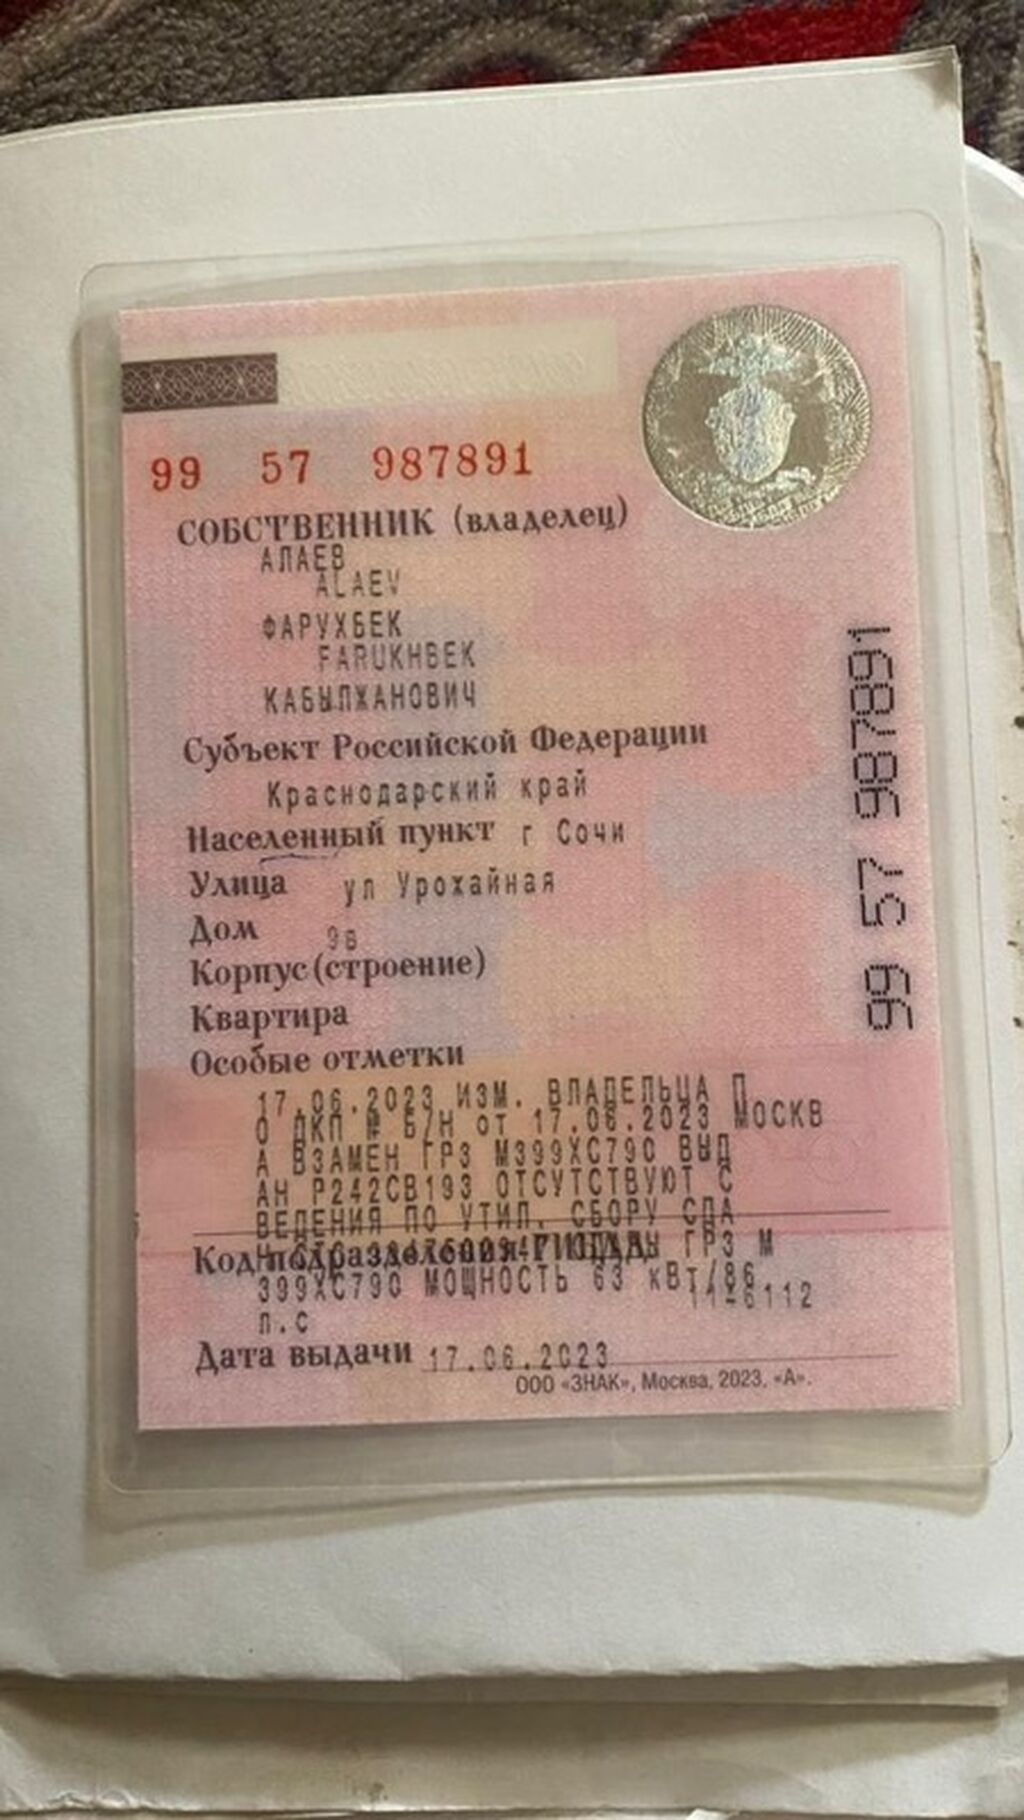 99 57 987891
СОБСТВЕННИК (владелец)
АЛАЕВ
ALAEV
ФАРУХБЕК
FARUKHBEK
КАБЫЛЖАНОВИЧ
Субъект Российской Федерации
Краснодарский край
Населенный пункт г Сочи
Улица ул Урожайная
Дом 9в
Корпус (строение)
Квартира
Особые отметки
17.06.2023 ИЗМ. ВЛАДЕЛЬЦА П
О ДКП № Б/Н от 17.06.2023 МОСКВ
А ВЗАМЕН ГРЗ М399ХС790 ВЫД
АН Р242СВ193 ОТСУТСТВУЮТ С
ВЕДЕНИЯ ПО УТИЛ. СБОРУ СДА
ГРЗ М
Код подразделения ГИБДД
399ХС790 МОЩНОСТЬ 63 кВт/86
112
л.с
Дата выдачи 17.06.2023
ООО «ЗНАК», Москва, 2023, «А».
99 57 987891